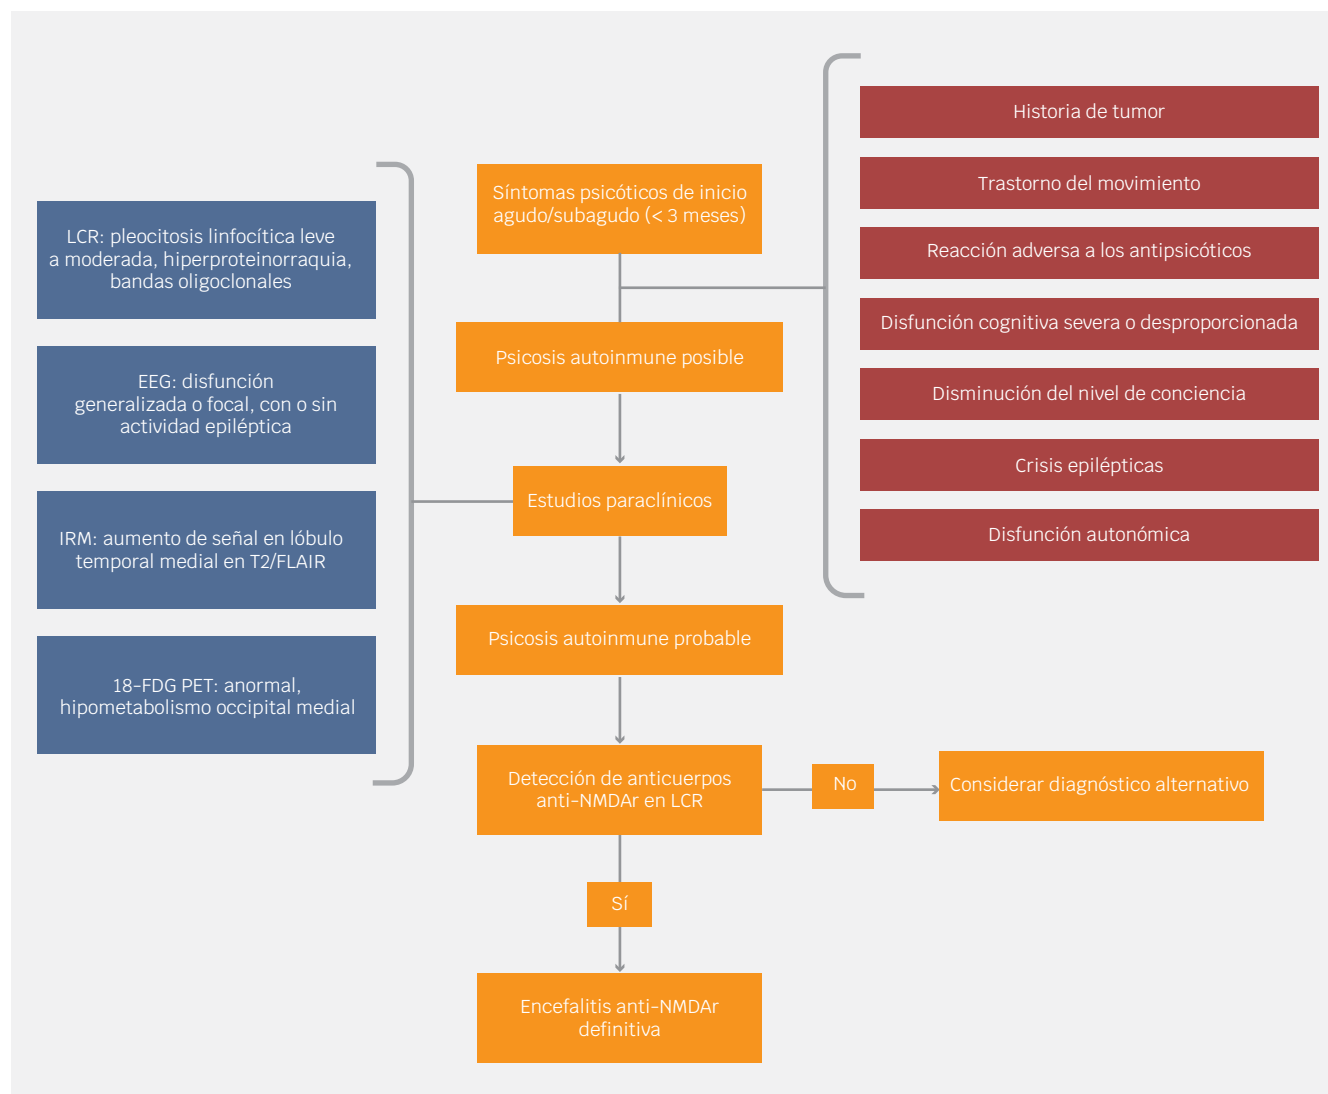 Síntomas psicóticos de inicio
agudo/subagudo (< 3 meses)
Historia de tumor
Trastorno del movimiento
Reacción adversa a los antipsicóticos
Disfunción cognitiva severa o desproporcionada
Disminución del nivel de conciencia
Crisis epilépticas
Disfunción autonómica
Psicosis autoinmune posible
Estudios paraclínicos
LCR: pleocitosis linfocítica leve
a moderada, hiperproteinorraquia,
bandas oligoclonales
EEG: disfunción
generalizada o focal, con o sin
actividad epiléptica
IRM: aumento de señal en lóbulo
temporal medial en T2/FLAIR
18-FDG PET: anormal,
hipometabolismo occipital medial
Psicosis autoinmune probable
Detección de anticuerpos
anti-NMDAr en LCR
No
Considerar diagnóstico alternativo
Sí
Encefalitis anti-NMDAr
definitiva